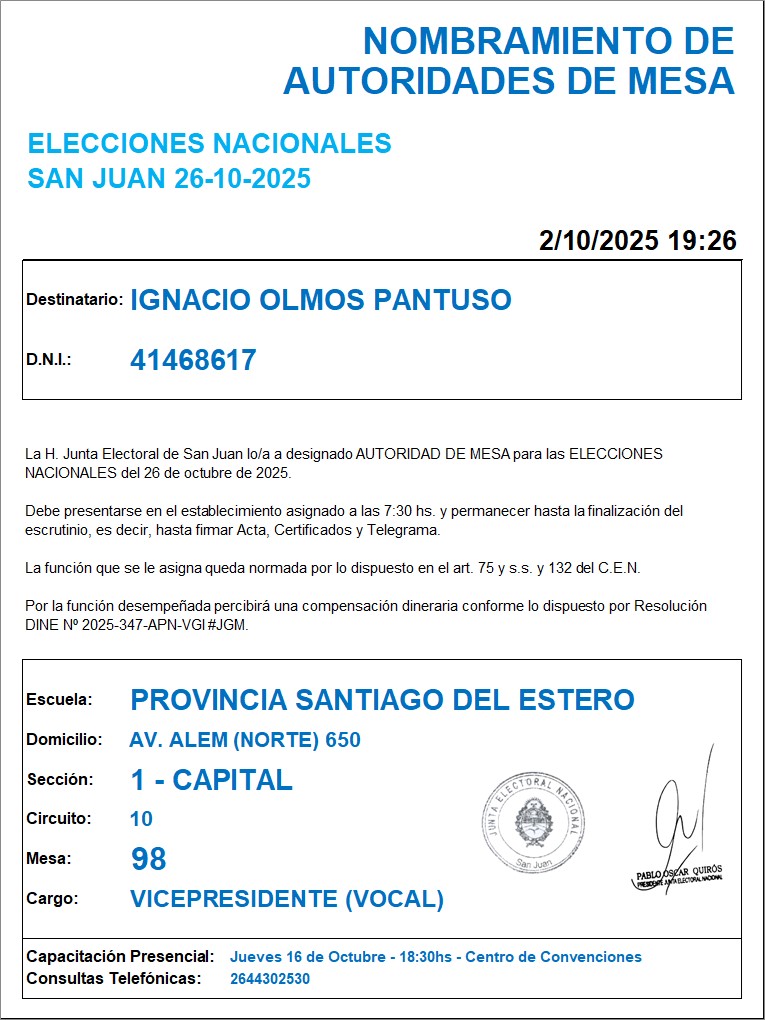 NOMBRAMIENTO DE
AUTORIDADES DE MESA
ELECCIONES NACIONALES
SAN JUAN 26-10-2025
2/10/2025 19:26
Destinatario: IGNACIO OLMOS PANTUSO
D.N.I.: 41468617
La H. Junta Electoral de San Juan lo/a a designado AUTORIDAD DE MESA para las ELECCIONES
NACIONALES del 26 de octubre de 2025.
Debe presentarse en el establecimiento asignado a las 7:30 hs. y permanecer hasta la finalización del
escrutinio, es decir, hasta firmar Acta, Certificados y Telegrama.
La función que se le asigna queda normada por lo dispuesto en el art. 75 y s.s. y 132 del C.E.N.
Por la función desempeñada percibirá una compensación dineraria conforme lo dispuesto por Resolución
DINE Nº 2025-347-APN-VGI#JGM.
Escuela: PROVINCIA SANTIAGO DEL ESTERO
Domicilio: AV. ALEM (NORTE) 650
Sección: 1 - CAPITAL
Circuito: 10
Mesa: 98
Cargo: VICEPRESIDENTE (VOCAL)
JUNTA ELECTORAL NACIONAL
San Juan
PABLO OSCAR QUIRÓS
PRESIDENTE JUNTA ELECTORAL NACIONAL
Capacitación Presencial: Jueves 16 de Octubre - 18:30hs - Centro de Convenciones
Consultas Telefónicas: 2644302530